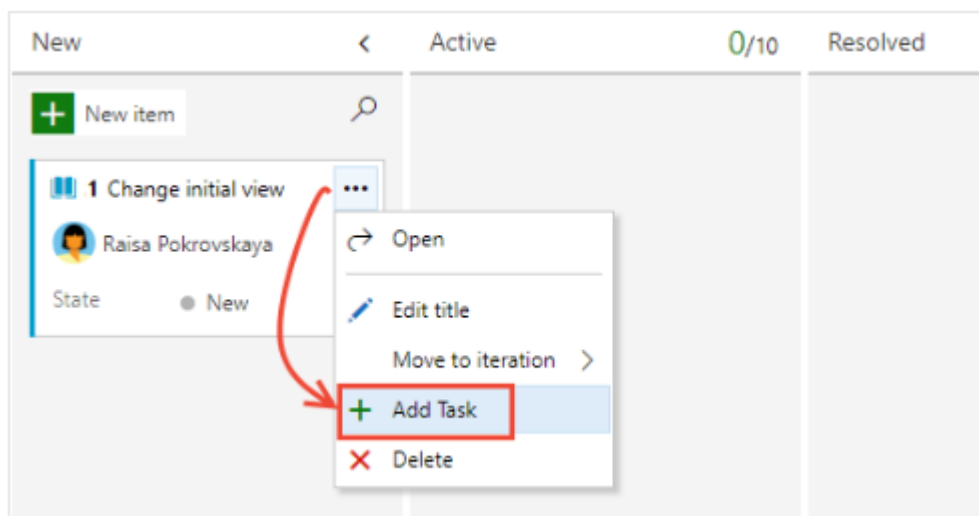 New
Active
0/10
Resolved
New item
1 Change initial view
...
Raisa Pokrovskaya
State
New
Open
Edit title
Move to iteration
Add Task
Delete